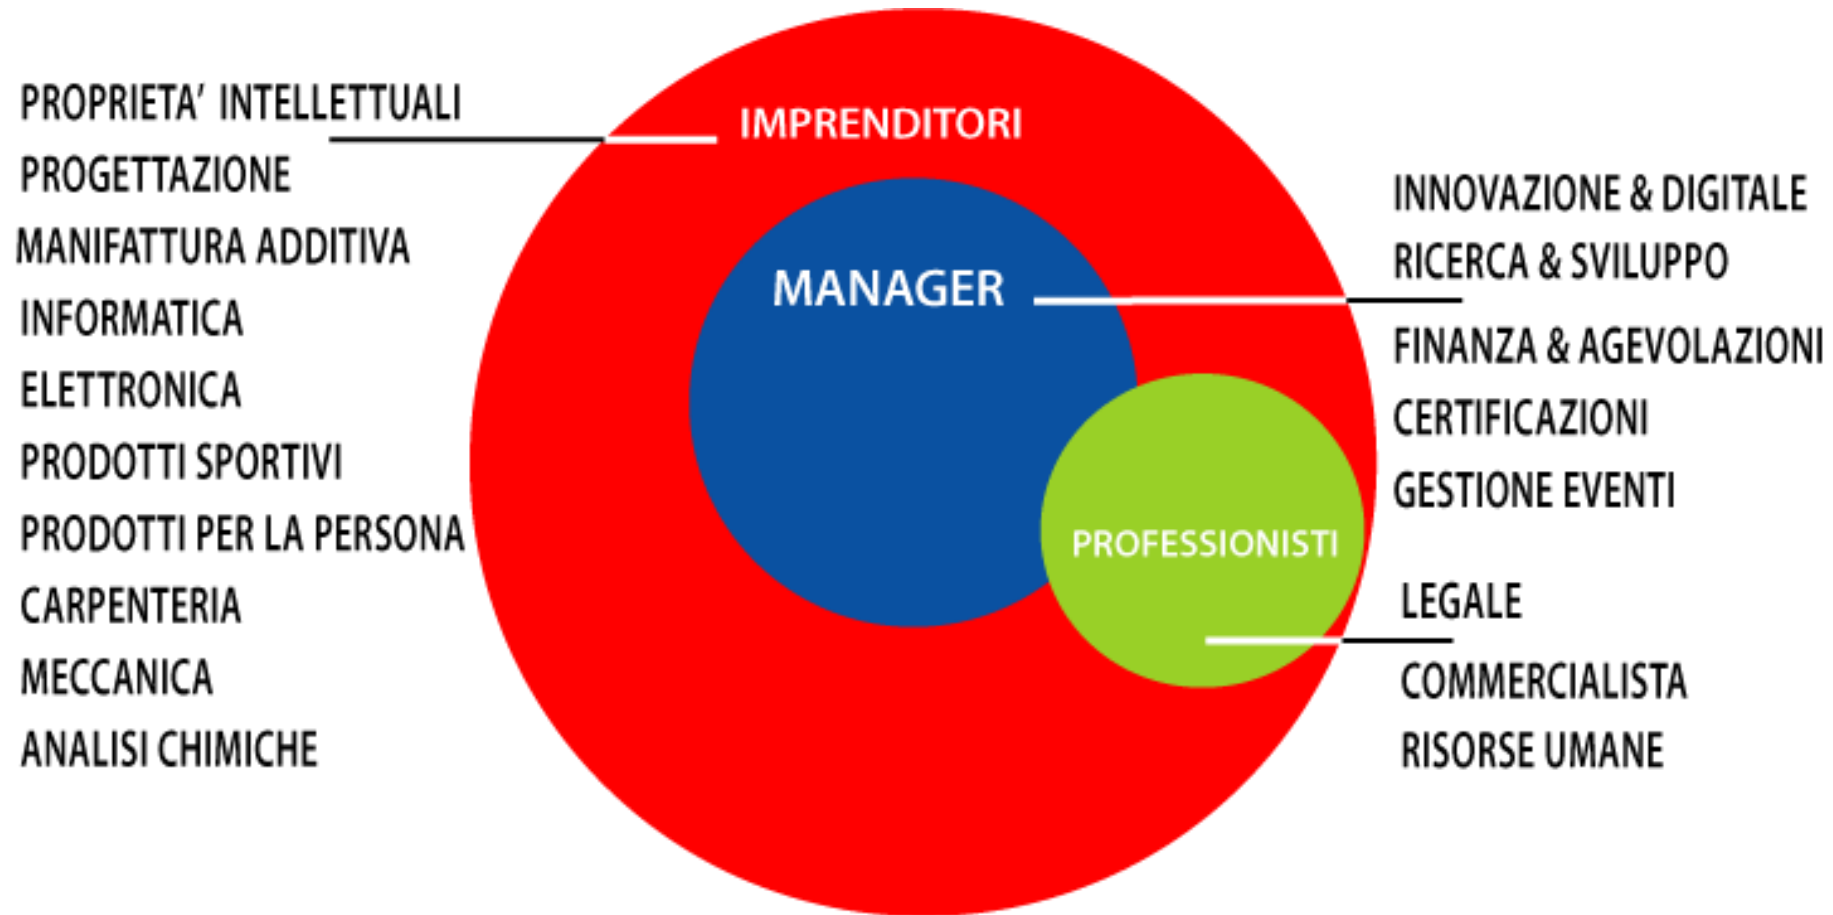 PROPRIETA’ INTELLETTUALI
PROGETTAZIONE
MANIFATTURA ADDITIVA
INFORMATICA
ELETTRONICA
PRODOTTI SPORTIVI
PRODOTTI PER LA PERSONA
CARPENTERIA
MECCANICA
ANALISI CHIMICHE
IMPRENDITORI
MANAGER
PROFESSIONISTI
INNOVAZIONE & DIGITALE
RICERCA & SVILUPPO
FINANZA & AGEVOLAZIONI
CERTIFICAZIONI
GESTIONE EVENTI
LEGALE
COMMERCIALISTA
RISORSE UMANE